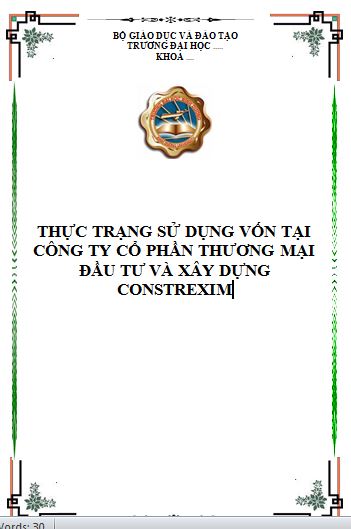 BỘ GIÁO DỤC VÀ ĐÀO TẠO
TRƯỜNG ĐẠI HỌC .....
KHOA ...
THỰC TRẠNG SỬ DỤNG VỐN TẠI
CÔNG TY CỔ PHẦN THƯƠNG MẠI
ĐẦU TƯ VÀ XÂY DỰNG
CONSTREXIM
Words: 30